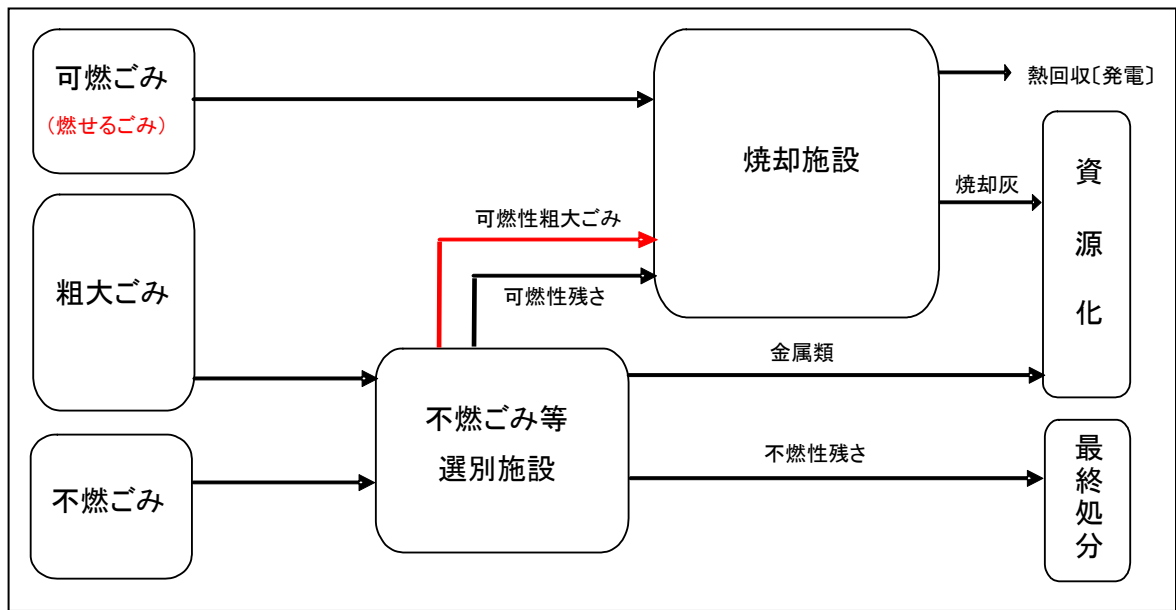 可燃ごみ
(燃せるごみ)
粗大ごみ
不燃ごみ
可燃性粗大ごみ
可燃性残さ
不燃ごみ等
選別施設
焼却施設
熱回収〔発電〕
焼却灰
金属類
不燃性残さ
資源化
最終処分